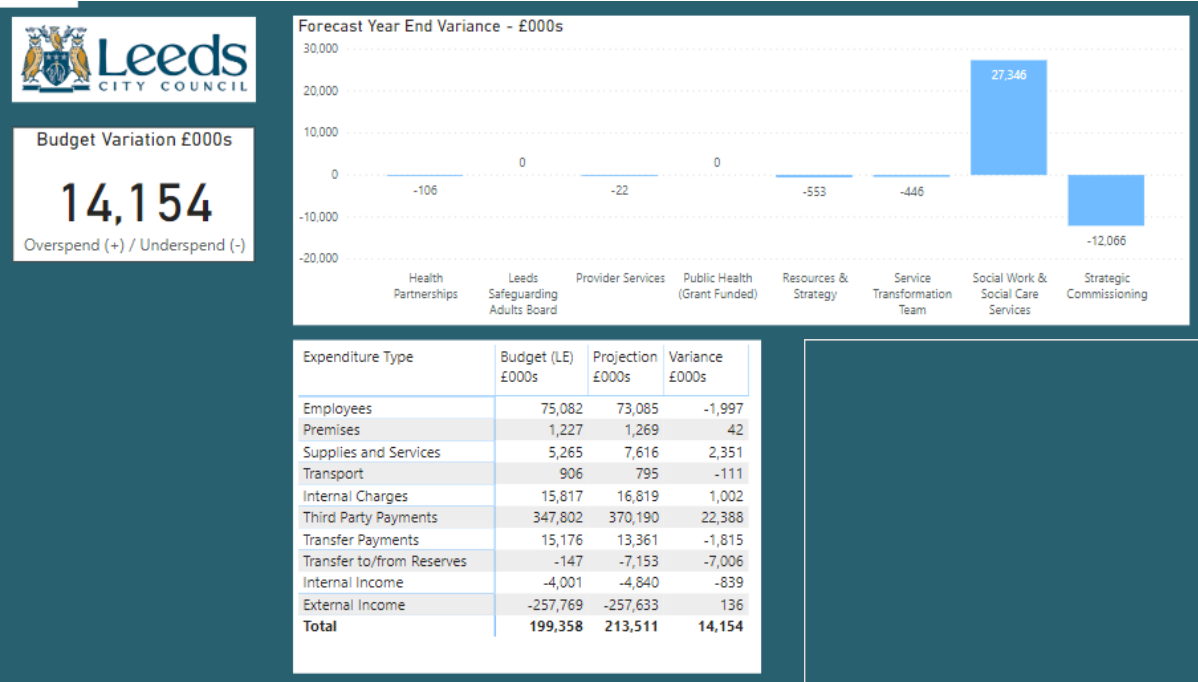 Leeds
CITY COUNCIL
Budget Variation £000s
14,154
Overspend (+) / Underspend (-)
Forecast Year End Variance - £000s
30,000
20,000
10,000
0
-10,000
-20,000
-106
0
-22
0
-553
-446
27,346
-12,066
Health Partnerships
Leeds Safeguarding Adults Board
Provider Services
Public Health (Grant Funded)
Resources & Strategy
Service Transformation Team
Social Work & Social Care Services
Strategic Commissioning
Expenditure Type Budget (LE) £000s Projection £000s Variance £000s
Employees 75,082 73,085 -1,997
Premises 1,227 1,269 42
Supplies and Services 5,265 7,616 2,351
Transport 906 795 -111
Internal Charges 15,817 16,819 1,002
Third Party Payments 347,802 370,190 22,388
Transfer Payments 15,176 13,361 -1,815
Transfer to/from Reserves -147 -7,153 -7,006
Internal Income -4,001 -4,840 -839
External Income -257,769 -257,633 136
Total 199,358 213,511 14,154